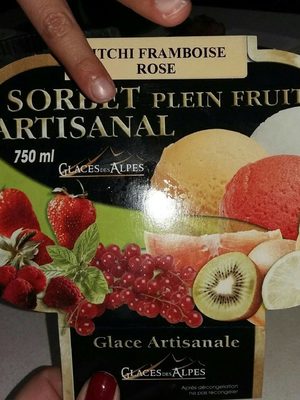 ITCHI FRAMBOISE
ROSE
SORBET PLEIN FRUIT
ARTISANAL
750 ml
GLACES DES ALPES
Glace Artisanale
GLACES DES ALPES
Après décongélation
ne pas recongeler